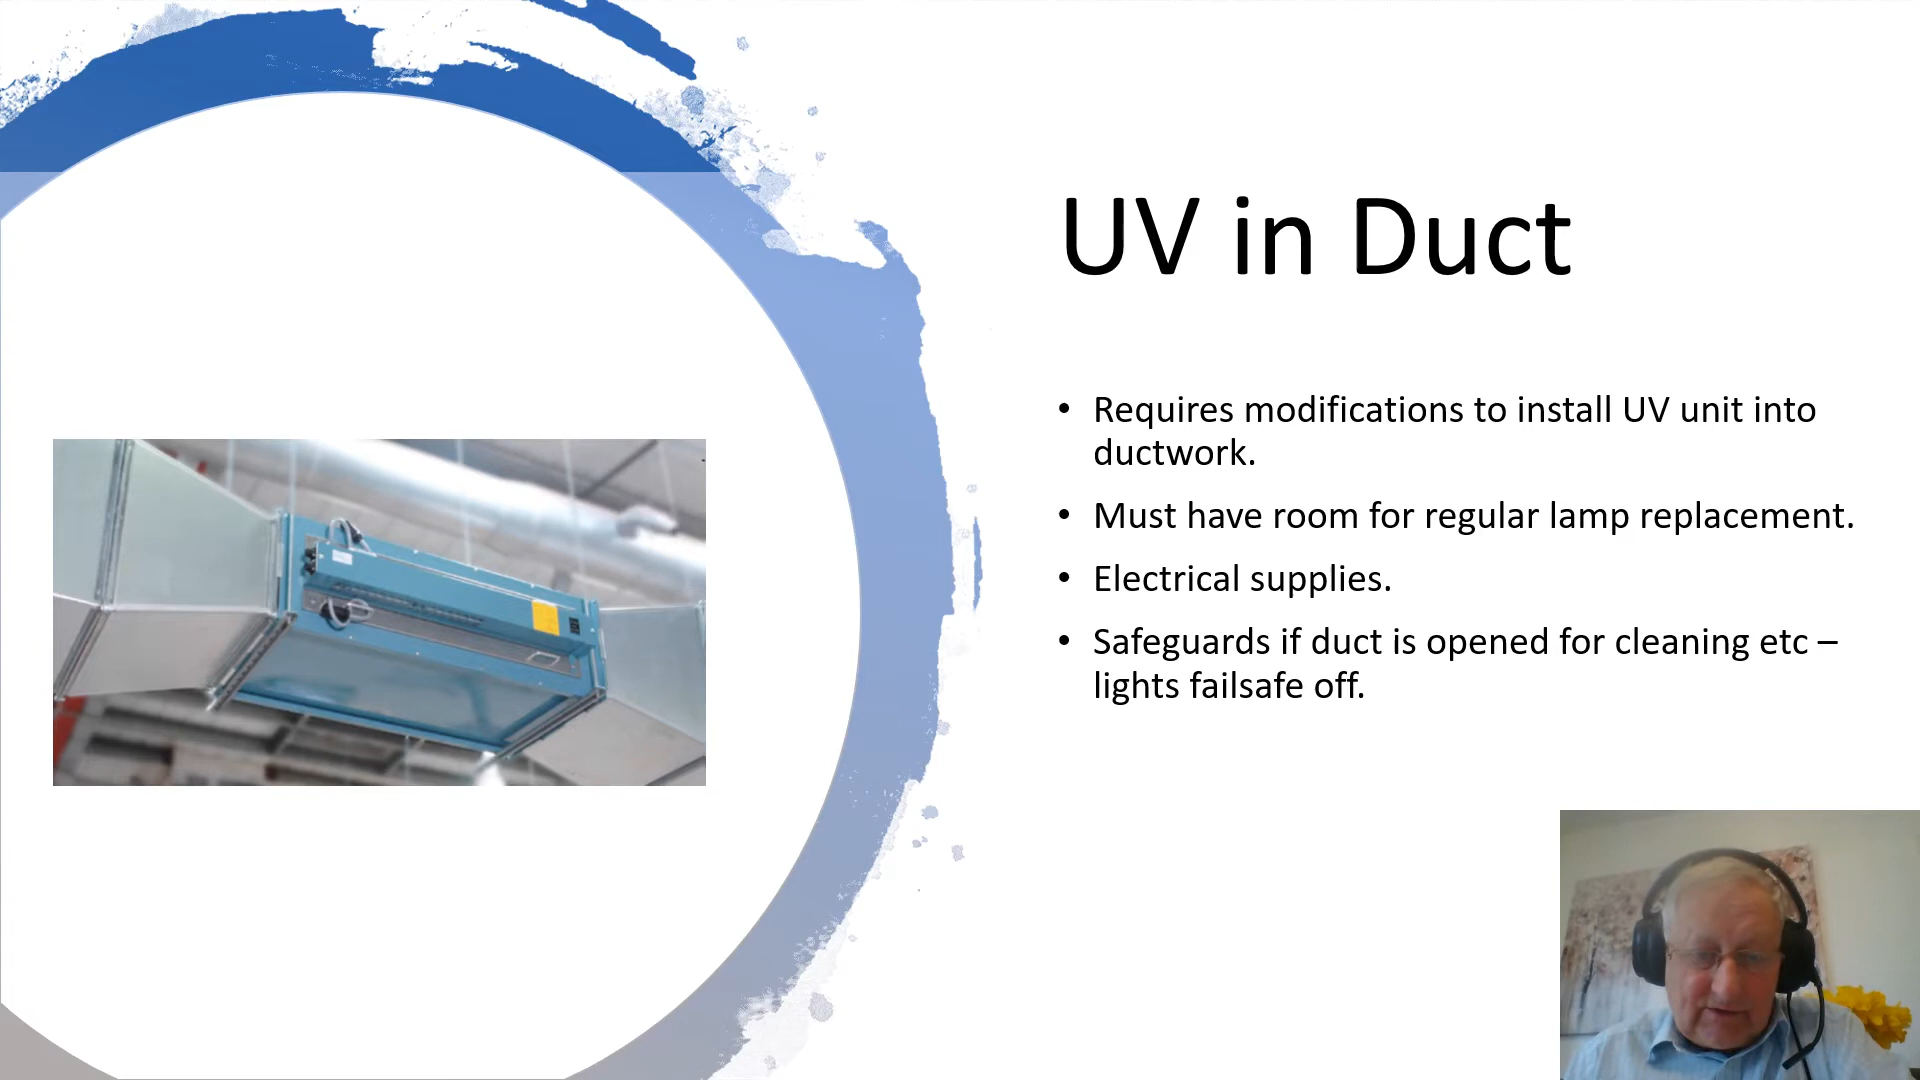 UV in Duct
• Requires modifications to install UV unit into
ductwork.
• Must have room for regular lamp replacement.
• Electrical supplies.
• Safeguards if duct is opened for cleaning etc –
lights failsafe off.